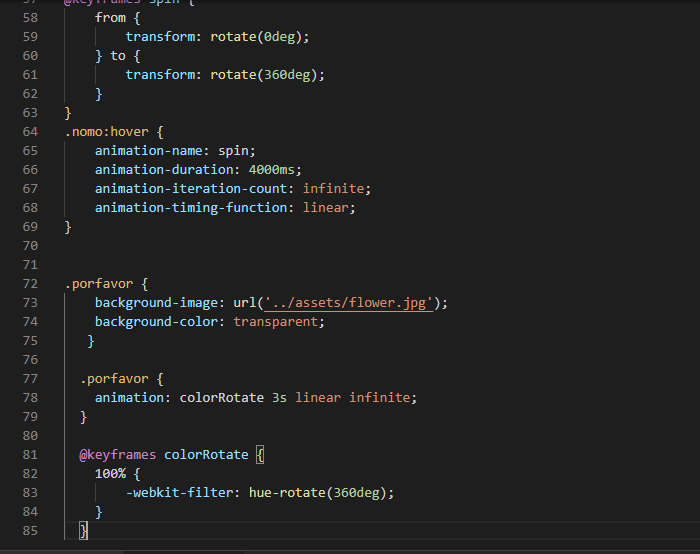 57 @keyframes spin {
58 from {
59 transform: rotate(0deg);
60 } to {
61 transform: rotate(360deg);
62 }
63 }
64 .nomo:hover {
65 animation-name: spin;
66 animation-duration: 4000ms;
67 animation-iteration-count: infinite;
68 animation-timing-function: linear;
69 }
70
71
72 .porfavor {
73 background-image: url('../assets/flower.jpg');
74 background-color: transparent;
75 }
76
77 .porfavor {
78 animation: colorRotate 3s linear infinite;
79 }
80
81 @keyframes colorRotate {
82 100% {
83 -webkit-filter: hue-rotate(360deg);
84 }
85 }